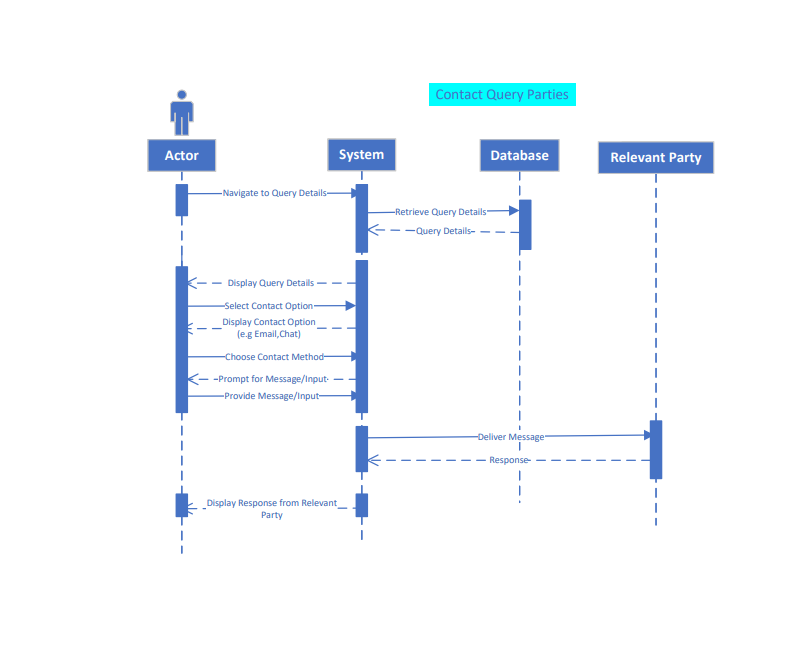 Contact Query Parties
Actor
System
Database
Relevant Party
Navigate to Query Details
Retrieve Query Details
Query Details
Display Query Details
Select Contact Option
Display Contact Option
(e.g Email,Chat)
Choose Contact Method
Prompt for Message/Input
Provide Message/Input
Deliver Message
Response
Display Response from Relevant
Party